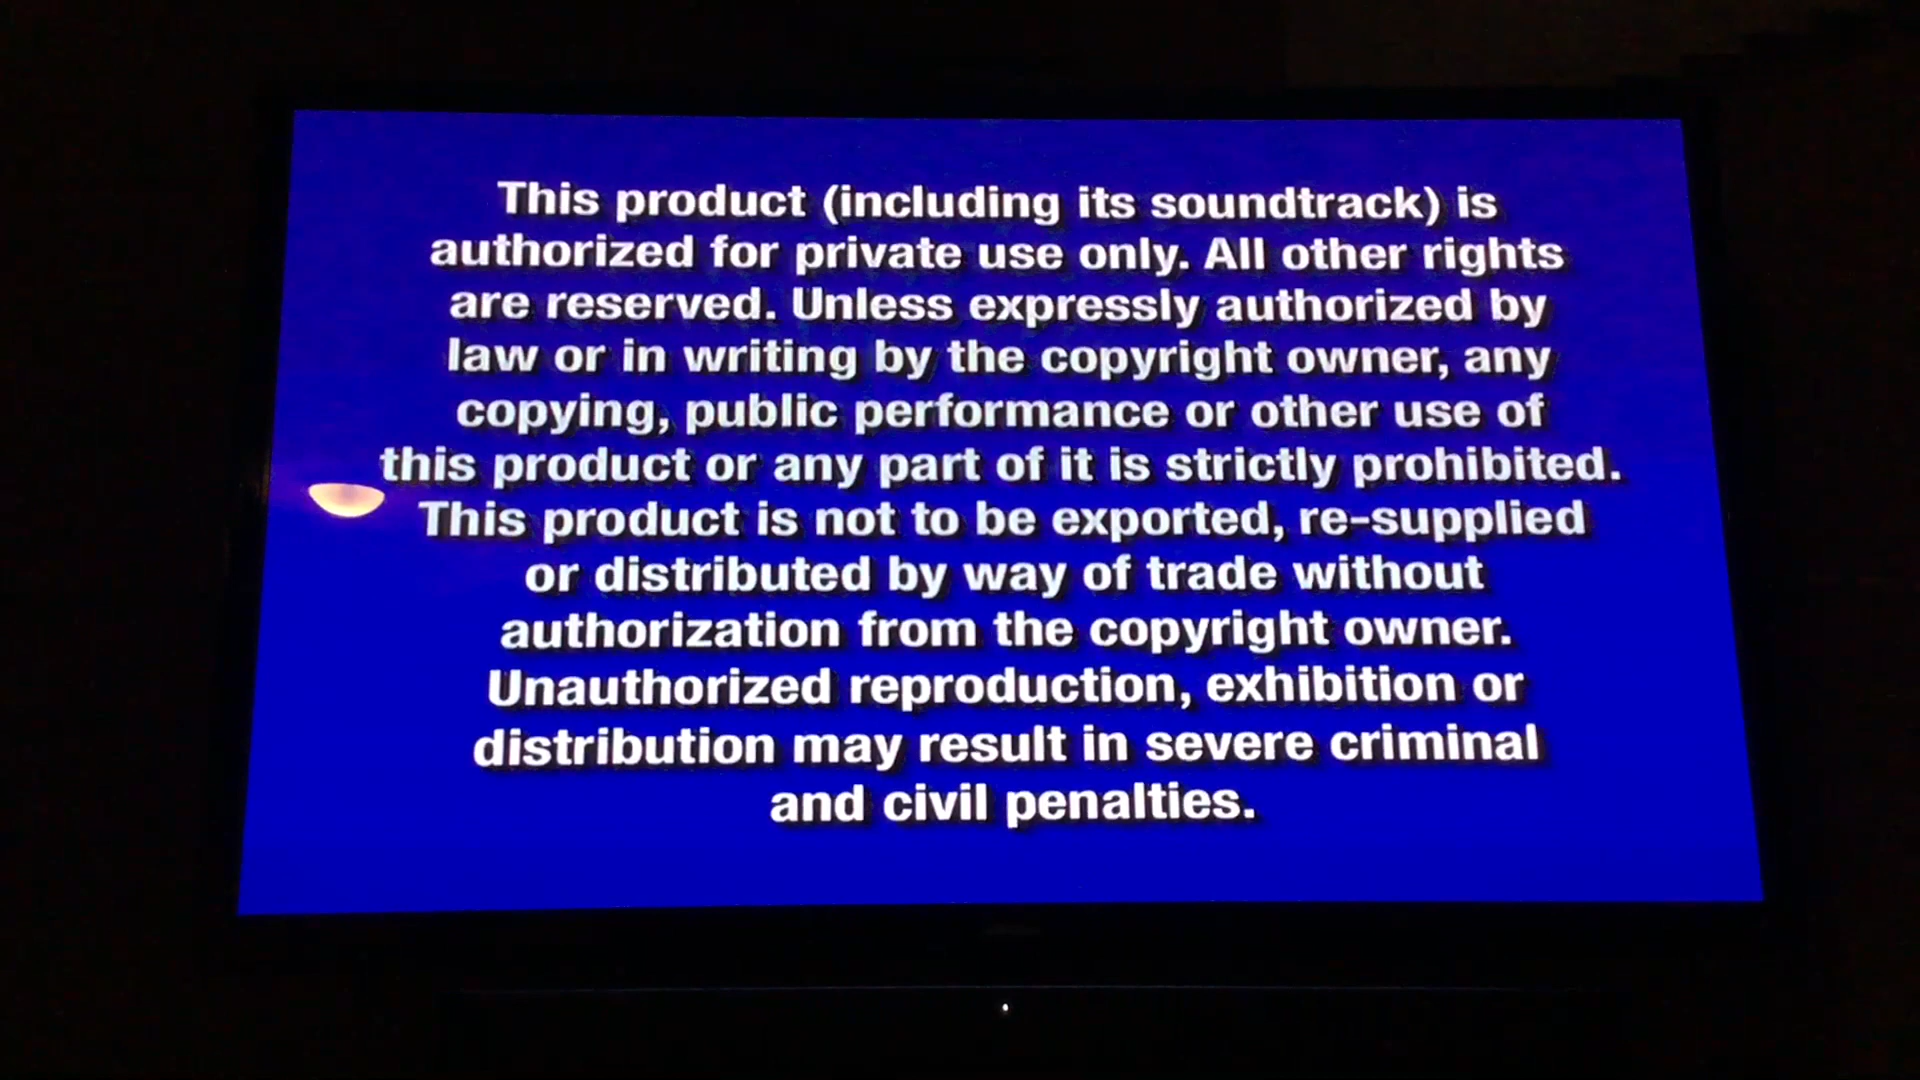 This product (including its soundtrack) is
authorized for private use only. All other rights
are reserved. Unless expressly authorized by
law or in writing by the copyright owner, any
copying, public performance or other use of
this product or any part of it is strictly prohibited.
This product is not to be exported, re-supplied
or distributed by way of trade without
authorization from the copyright owner.
Unauthorized reproduction, exhibition or
distribution may result in severe criminal
and civil penalties.